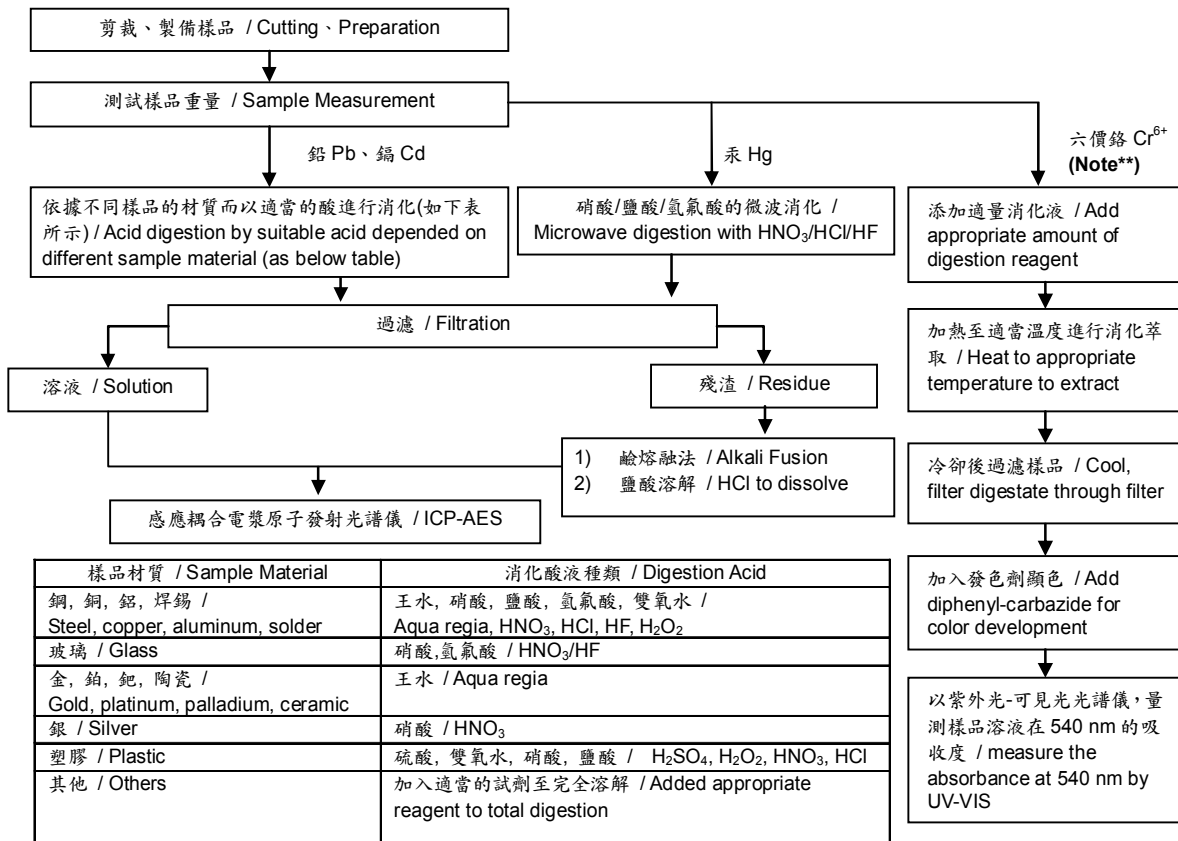 剪裁、製備樣品 / Cutting、Preparation
測試樣品重量 / Sample Measurement
鉛 Pb、鎘 Cd
汞 Hg
六價鉻 Cr⁶⁺
(Note**)
依據不同樣品的材質而以適當的酸進行消化(如下表
所示) / Acid digestion by suitable acid depended on
different sample material (as below table)
硝酸/鹽酸/氫氟酸的微波消化 /
Microwave digestion with HNO₃/HCl/HF
添加適量消化液 / Add
appropriate amount of
digestion reagent
過濾 / Filtration
加熱至適當溫度進行消化萃
取 / Heat to appropriate
temperature to extract
溶液 / Solution
殘渣 / Residue
1) 鹼熔融法 / Alkali Fusion
2) 鹽酸溶解 / HCl to dissolve
冷卻後過濾樣品 / Cool,
filter digestate through filter
感應耦合電漿原子發射光譜儀 / ICP-AES
加入發色劑顯色 / Add
diphenyl-carbazide for
color development
以紫外光-可見光光譜儀，量
測樣品溶液在 540 nm 的吸
收度 / measure the
absorbance at 540 nm by
UV-VIS
樣品材質 / Sample Material
消化酸液種類 / Digestion Acid
鋼, 銅, 鋁, 焊錫 /
Steel, copper, aluminum, solder
王水, 硝酸, 鹽酸, 氫氟酸, 雙氧水 /
Aqua regia, HNO₃, HCl, HF, H₂O₂
玻璃 / Glass
硝酸,氫氟酸 / HNO₃/HF
金, 鉑, 鈀, 陶瓷 /
Gold, platinum, palladium, ceramic
王水 / Aqua regia
銀 / Silver
硝酸 / HNO₃
塑膠 / Plastic
硫酸, 雙氧水, 硝酸, 鹽酸 / H₂SO₄, H₂O₂, HNO₃, HCl
其他 / Others
加入適當的試劑至完全溶解 / Added appropriate
reagent to total digestion